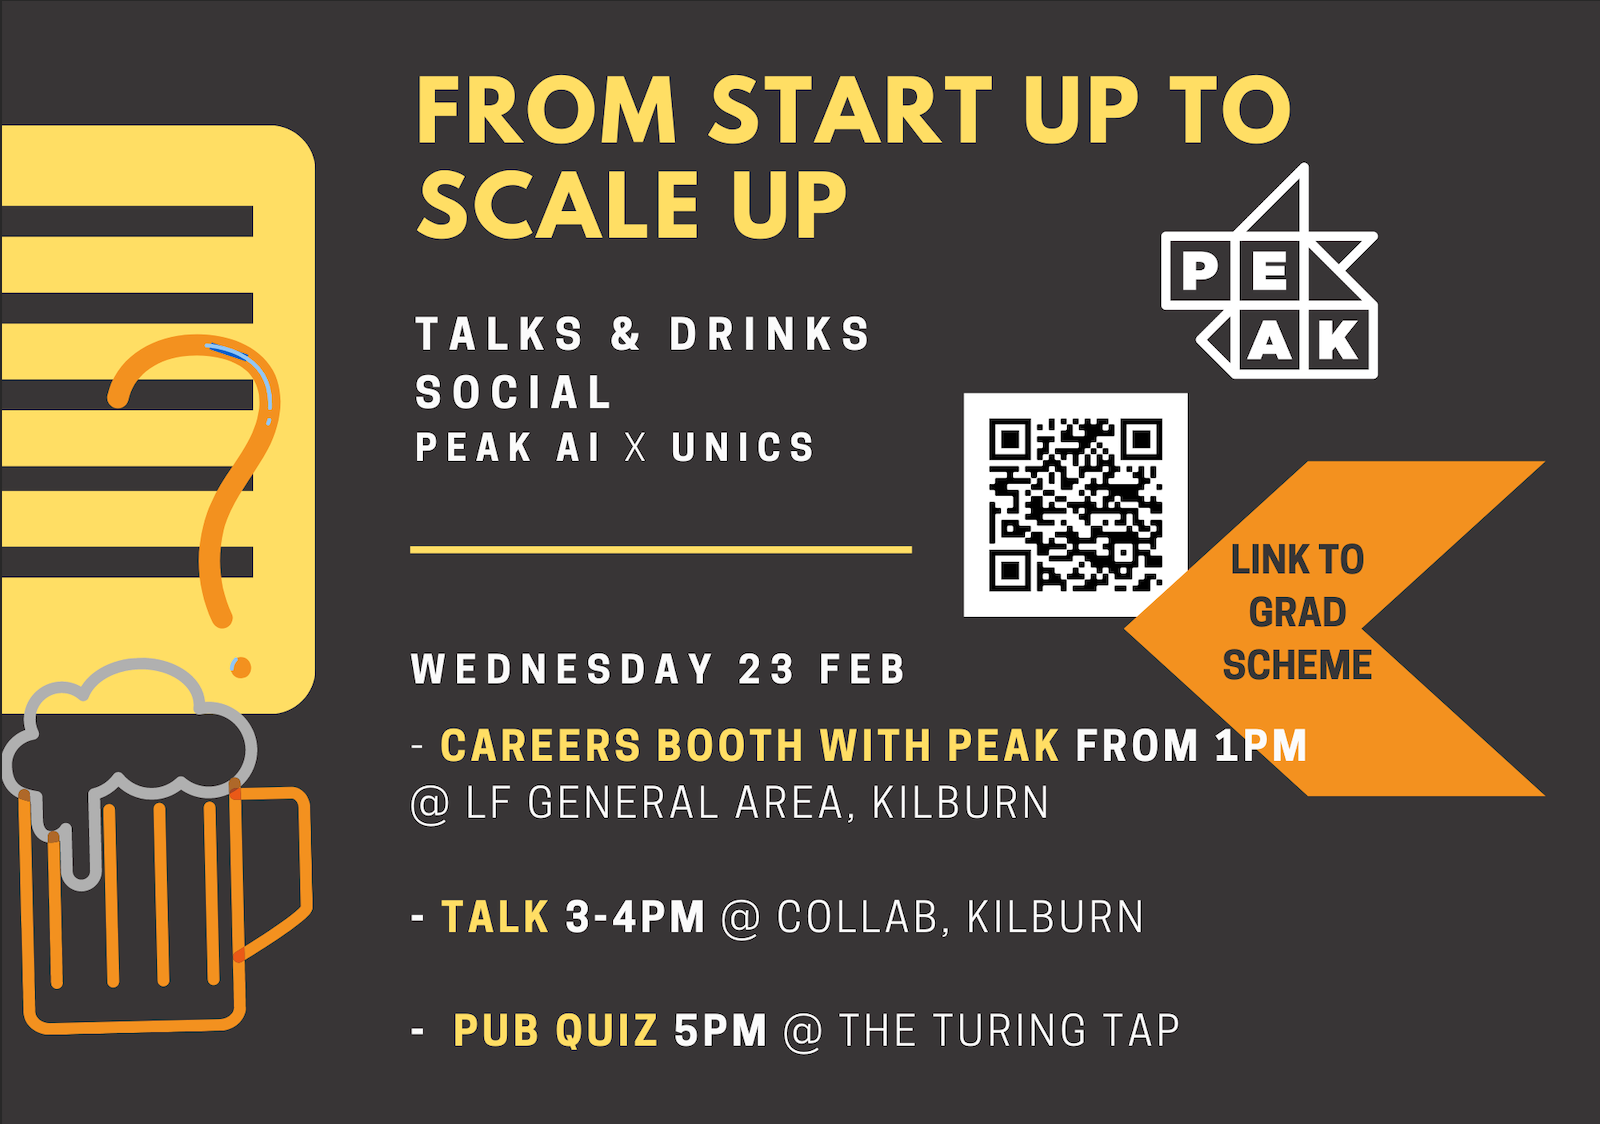 FROM START UP TO
SCALE UP
PE
AK
TALKS & DRINKS
SOCIAL
PEAK AI X UNICS
LINK TO
GRAD
SCHEME
WEDNESDAY 23 FEB
- CAREERS BOOTH WITH PEAK FROM 1PM
@ LF GENERAL AREA, KILBURN
- TALK 3-4PM @ COLLAB, KILBURN
- PUB QUIZ 5PM @ THE TURING TAP